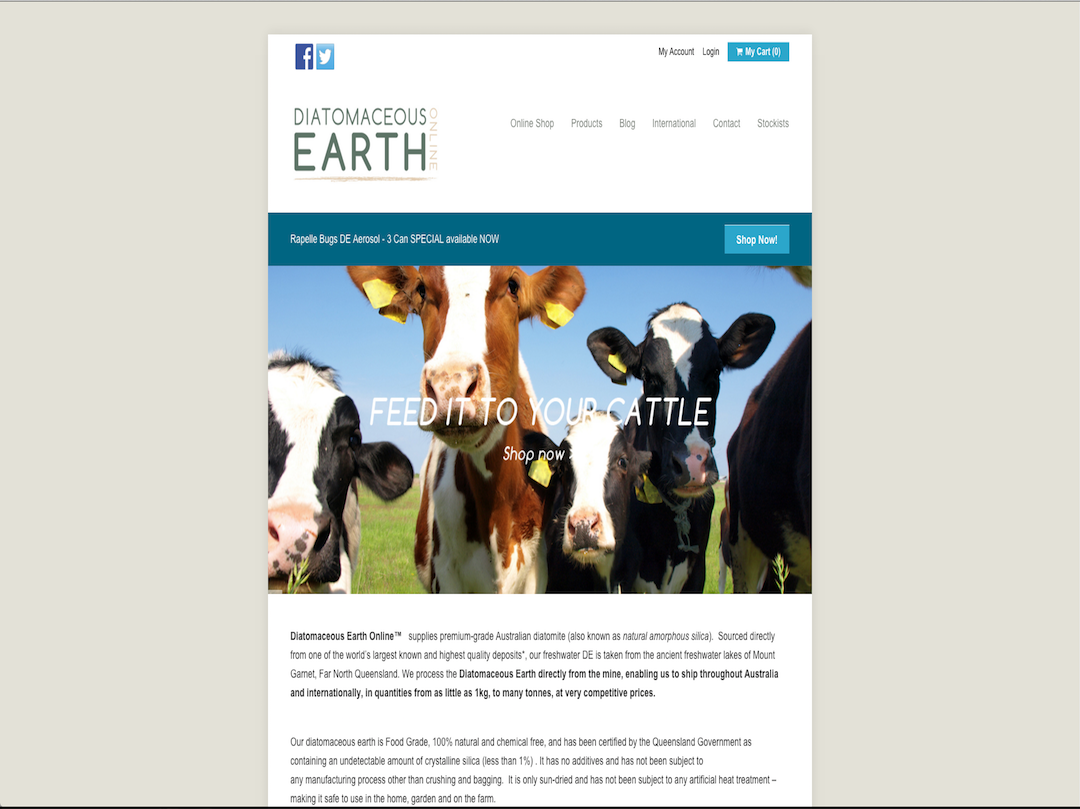 My Account Login My Cart (0)
DIATOMACEOUS
EARTH
ONLINE
Online Shop Products Blog International Contact Stockists
Rapelle Bugs DE Aerosol - 3 Can SPECIAL available NOW
Shop Now!
FEED IT TO YOUR CATTLE
Shop now
Diatomaceous Earth Online™ supplies premium-grade Australian diatomite (also known as natural amorphous silica). Sourced directly
from one of the world's largest known and highest quality deposits*, our freshwater DE is taken from the ancient freshwater lakes of Mount
Garnet, Far North Queensland. We process the Diatomaceous Earth directly from the mine, enabling us to ship throughout Australia
and internationally, in quantities from as little as 1kg, to many tonnes, at very competitive prices.
Our diatomaceous earth is Food Grade, 100% natural and chemical free, and has been certified by the Queensland Government as
containing an undetectable amount of crystalline silica (less than 1%) . It has no additives and has not been subject to
any manufacturing process other than crushing and bagging. It is only sun-dried and has not been subject to any artificial heat treatment –
making it safe to use in the home, garden and on the farm.